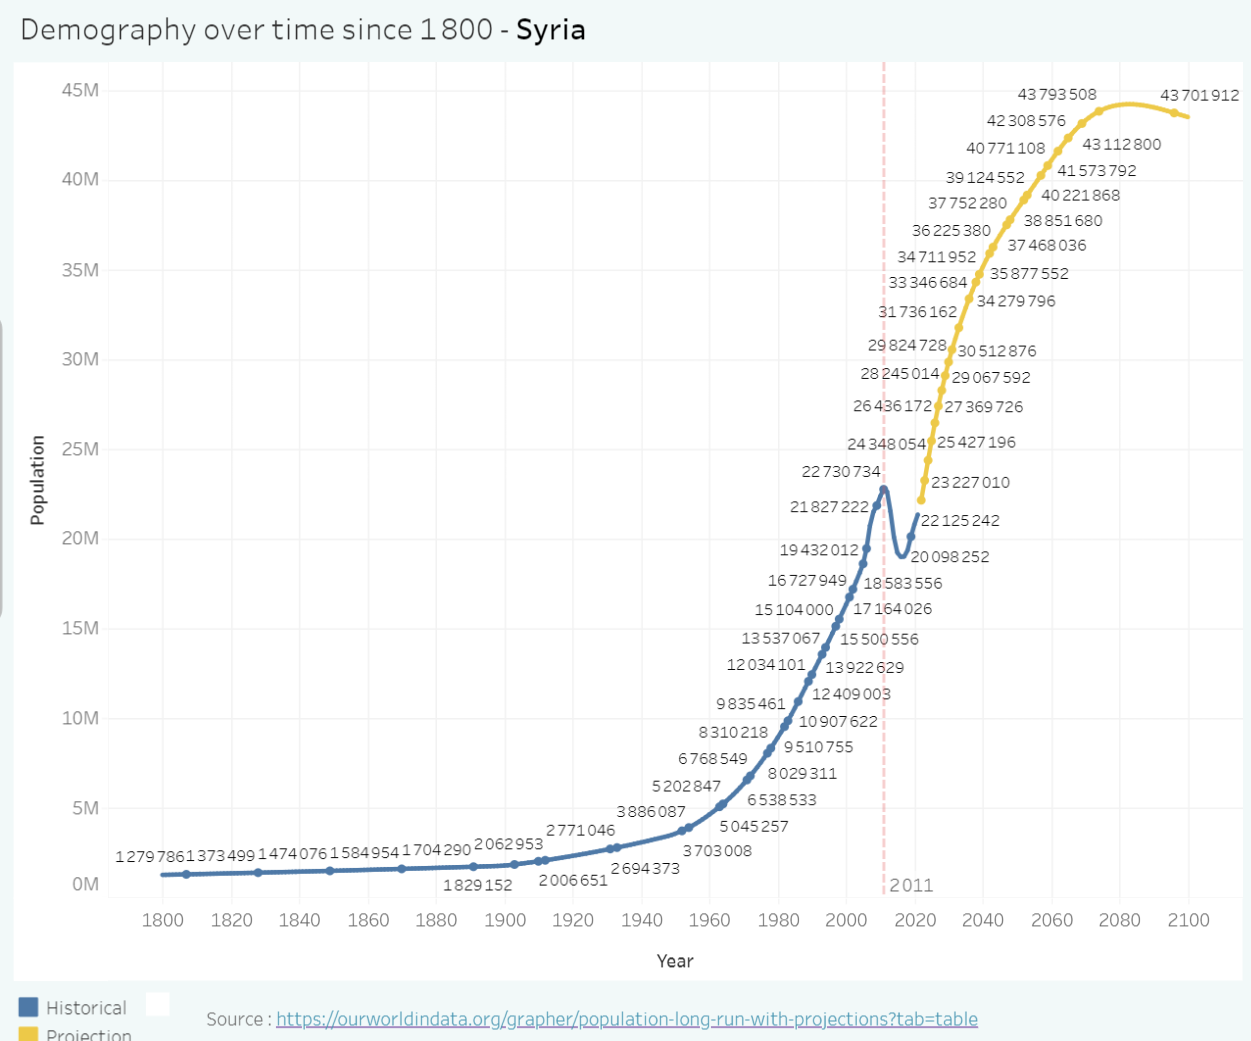 Demography over time since 1800 - Syria
45M
43 793 508
43 701 912
42 308 576
40 771 108
43 112 800
40M
39 124 552
41 573 792
37 752 280
40 221 868
36 225 380
38 851 680
34 711 952
37 468 036
35M
33 346 684
35 877 552
31 736 162
34 279 796
30M
29 824 728
30 512 876
28 245 014
29 067 592
26 436 172
27 369 726
25M
24 348 054
25 427 196
22 730 734
23 227 010
21 827 222
22 125 242
20M
19 432 012
20 098 252
16 727 949
18 583 556
15 104 000
17 164 026
15M
13 537 067
15 500 556
12 034 101
13 922 629
9 835 461
12 409 003
10M
8 310 218
10 907 622
6 768 549
9 510 755
5 202 847
8 029 311
5M
3 886 087
6 538 533
2 771 046
5 045 257
1 279 786
1 373 499
1 474 076
1 584 954
1 704 290
2 062 953
3 703 008
2 694 373
0M
1 829 152
2 006 651
2011
Population
1800 1820 1840 1860 1880 1900 1920 1940 1960 1980 2000 2020 2040 2060 2080 2100
Year
Historical
Projection
Source : https://ourworldindata.org/grapher/population-long-run-with-projections?tab=table